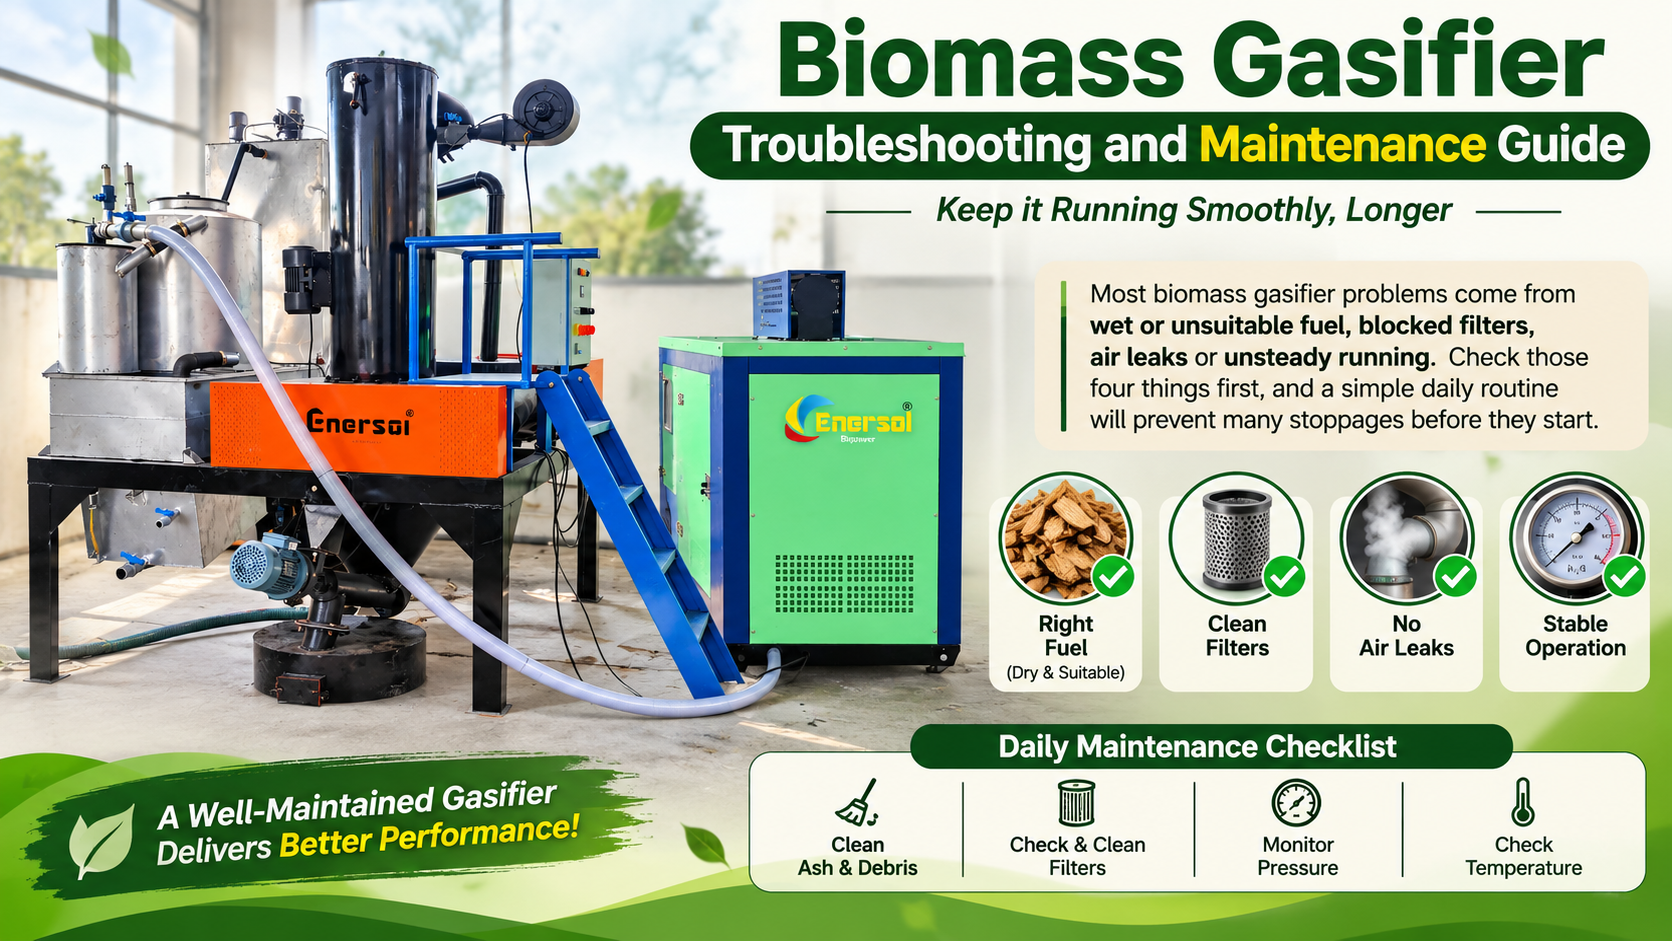 Biomass Gasifier
Troubleshooting and Maintenance Guide
Keep it Running Smoothly, Longer
Most biomass gasifier problems come from
wet or unsuitable fuel, blocked filters,
air leaks or unsteady running. Check those
four things first, and a simple daily routine
will prevent many stoppages before they start.
Enersol®
Enersol®
Right
Fuel
(Dry & Suitable)
Clean
Filters
No
Air Leaks
Stable
Operation
Daily Maintenance Checklist
Clean
Ash & Debris
Check & Clean
Filters
Monitor
Pressure
Check
Temperature
A Well-Maintained Gasifier
Delivers Better Performance!